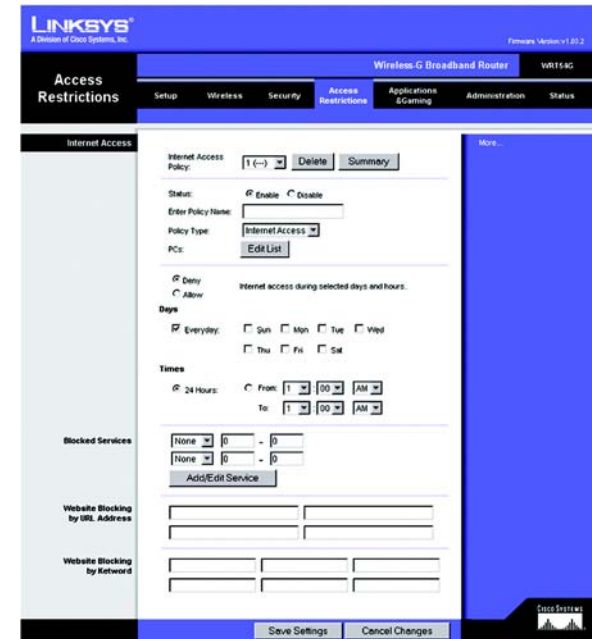 LINKSYS®
A Division of Cisco Systems, Inc.
Firmware Version: v1.03.2
Wireless-G Broadband Router WRT54G
Access Restrictions
Setup Wireless Security Access Restrictions Applications &Gaming Administration Status
Internet Access
More...
Internet Access Policy: 1 (---) Delete Summary
Status: Enable Disable
Enter Policy Name:
Policy Type: Internet Access
PCs: Edit List
Deny
Allow
Internet access during selected days and hours.
Days
Everyday. Sun Mon Tue Wed
Thu Fri Sat
Times
24 Hours: From: 1 : 00 AM
To: 1 : 00 AM
Blocked Services
None 0 - 0
None 0 - 0
Add/Edit Service
Website Blocking by URL Address
Website Blocking by Ketword
Save Settings Cancel Changes
CISCO SYSTEMS